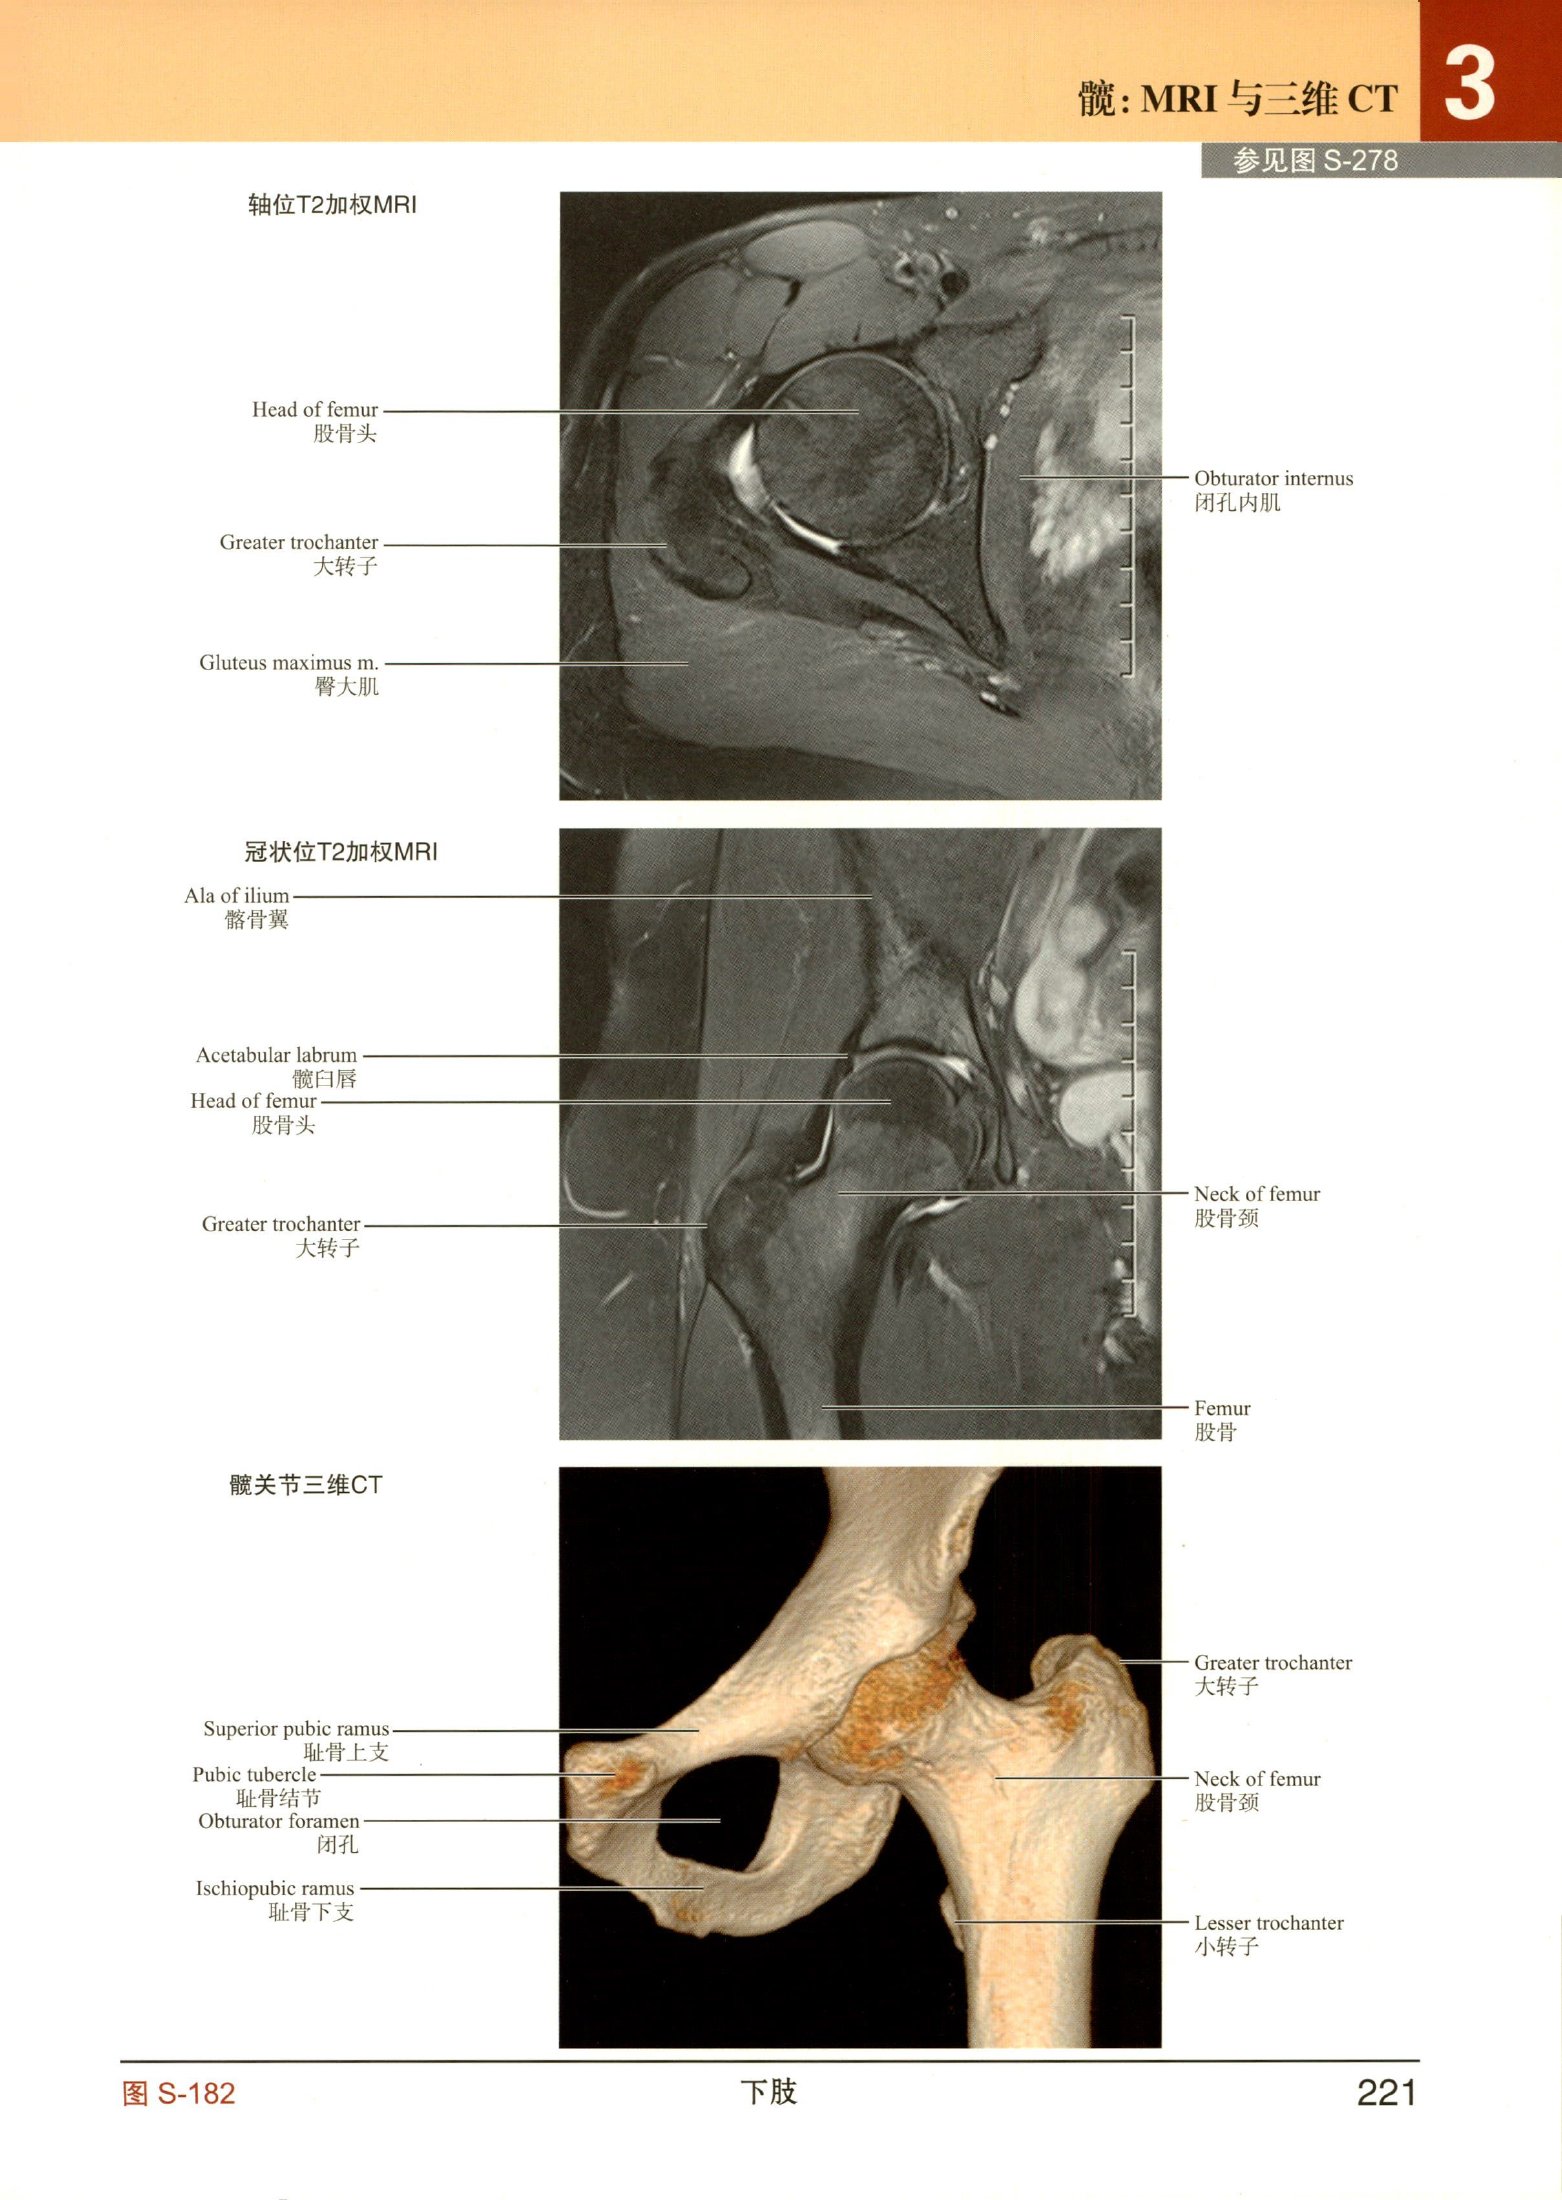 髋: MRI 与三维 CT
3
参见图 S-278
轴位T2加权MRI
Head of femur
股骨头
Obturator internus
闭孔内肌
Greater trochanter
大转子
Gluteus maximus m.
臀大肌
冠状位T2加权MRI
Ala of ilium
髂骨翼
Acetabular labrum
髋臼唇
Head of femur
股骨头
Neck of femur
股骨颈
Greater trochanter
大转子
Femur
股骨
髋关节三维CT
Greater trochanter
大转子
Superior pubic ramus
耻骨上支
Pubic tubercle
耻骨结节
Neck of femur
股骨颈
Obturator foramen
闭孔
Ischiopubic ramus
耻骨下支
Lesser trochanter
小转子
图 S-182
下肢
221